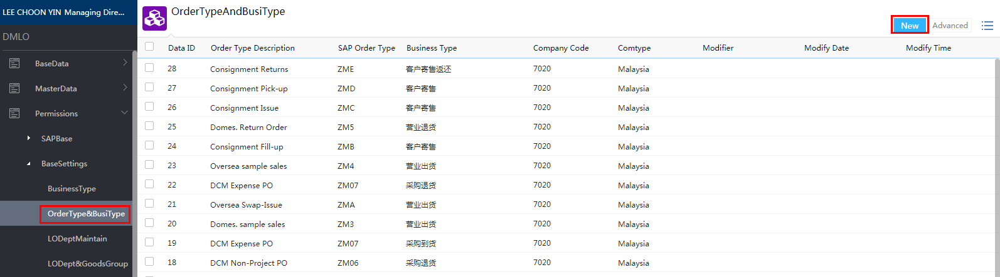 LEE CHOON YIN Managing Dire...
DMLO
BaseData
MasterData
Permissions
SAPBase
BaseSettings
BusinessType
OrderType&BusiType
LODeptMaintain
LODept&GoodsGroup
OrderTypeAndBusiType
New Advanced
Data ID Order Type Description SAP Order Type Business Type Company Code Comtype Modifier Modify Date Modify Time
28 Consignment Returns ZME 客户寄售返还 7020 Malaysia
27 Consignment Pick-up ZMD 客户寄售 7020 Malaysia
26 Consignment Issue ZMC 客户寄售 7020 Malaysia
25 Domes. Return Order ZM5 营业退货 7020 Malaysia
24 Consignment Fill-up ZMB 客户寄售 7020 Malaysia
23 Oversea sample sales ZM4 营业出货 7020 Malaysia
22 DCM Expense PO ZM07 采购退货 7020 Malaysia
21 Oversea Swap-Issue ZMA 营业出货 7020 Malaysia
20 Domes. sample sales ZM3 营业出货 7020 Malaysia
19 DCM Expense PO ZM07 采购到货 7020 Malaysia
18 DCM Non-Project PO ZM06 采购退货 7020 Malaysia